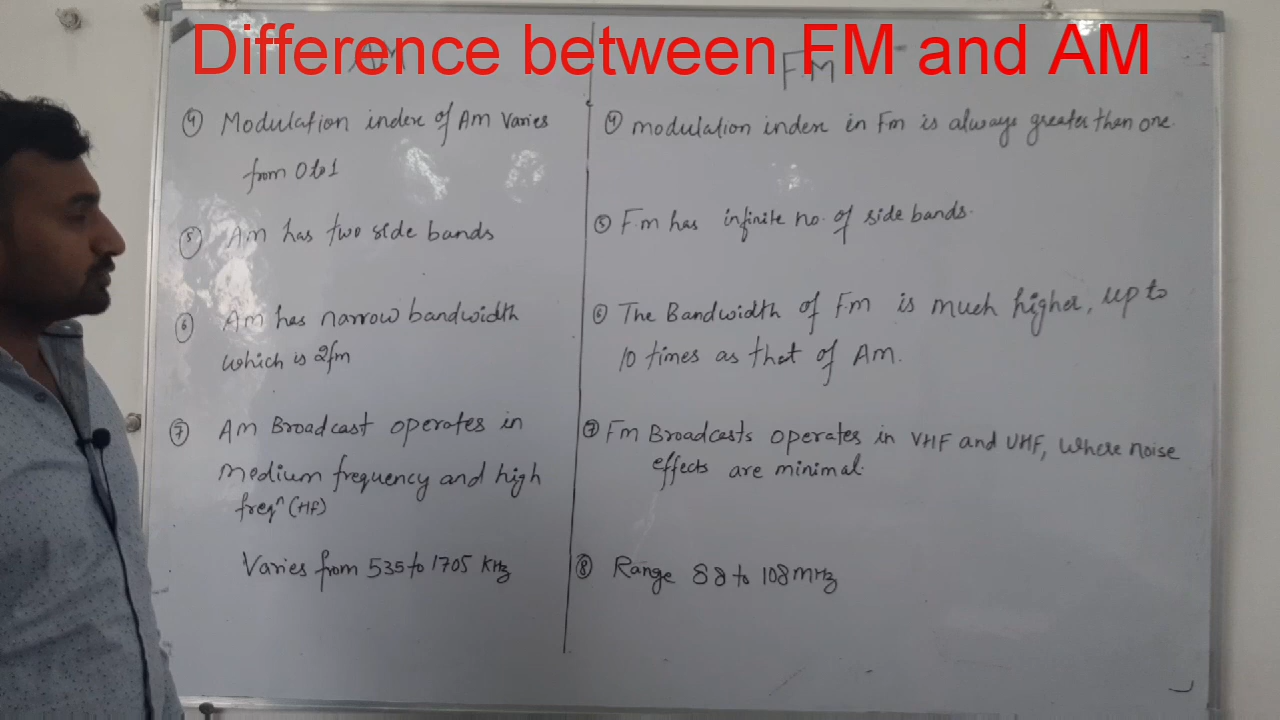 Difference between FM and AM
AM
④ Modulation index of AM varies
from 0 to 1
⑤ AM has two side bands
⑥ AM has narrow bandwidth
which is 2fm
⑦ AM Broadcast operates in
medium frequency and high
freqⁿ (HF)
Varies from 535 to 1705 KHz
FM
④ modulation index in Fm is always greater than one.
⑤ F.m has infinite no. of side bands.
⑥ The Bandwidth of F.m is much higher, up to
10 times as that of AM.
⑦ Fm Broadcasts operates in VHF and UHF, where noise
effects are minimal.
⑧ Range 88 to 108 MHz